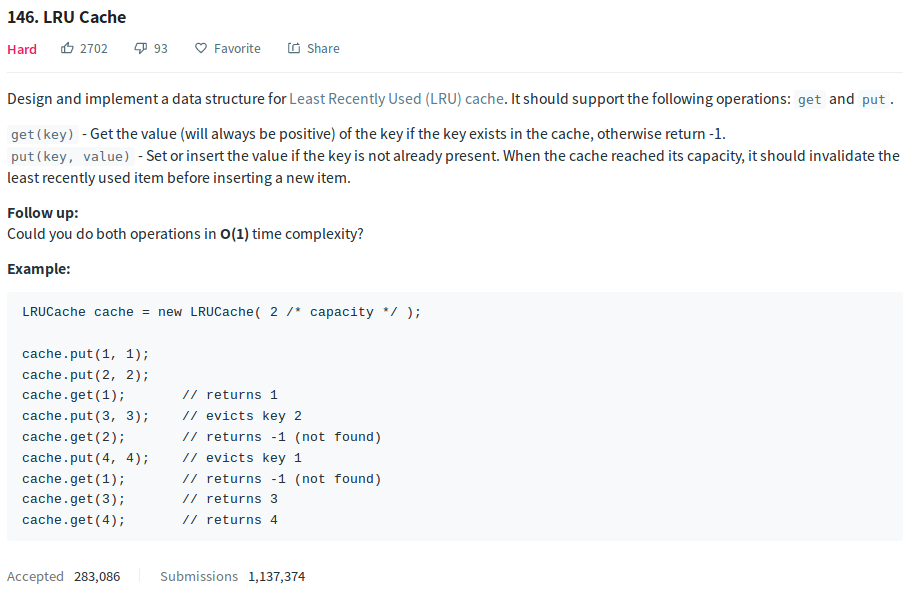 146. LRU Cache
Hard 2702 93 Favorite Share
Design and implement a data structure for Least Recently Used (LRU) cache. It should support the following operations: get and put .
get(key) - Get the value (will always be positive) of the key if the key exists in the cache, otherwise return -1.
put(key, value) - Set or insert the value if the key is not already present. When the cache reached its capacity, it should invalidate the
least recently used item before inserting a new item.
Follow up:
Could you do both operations in O(1) time complexity?
Example:
LRUCache cache = new LRUCache( 2 /* capacity */ );
cache.put(1, 1);
cache.put(2, 2);
cache.get(1);       // returns 1
cache.put(3, 3);    // evicts key 2
cache.get(2);       // returns -1 (not found)
cache.put(4, 4);    // evicts key 1
cache.get(1);       // returns -1 (not found)
cache.get(3);       // returns 3
cache.get(4);       // returns 4
Accepted 283,086 Submissions 1,137,374